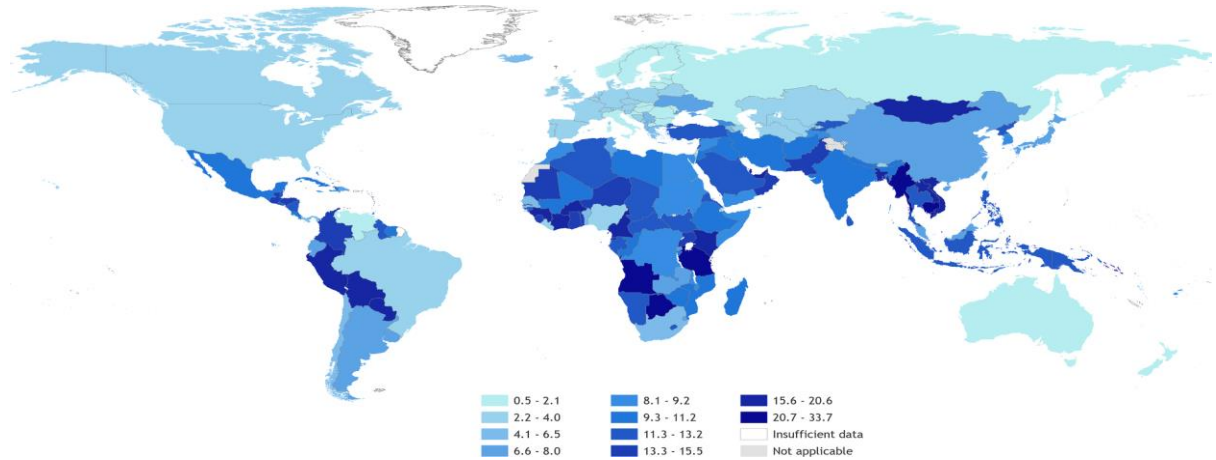 0.5 - 2.1
2.2 - 4.0
4.1 - 6.5
6.6 - 8.0
8.1 - 9.2
9.3 - 11.2
11.3 - 13.2
13.3 - 15.5
15.6 - 20.6
20.7 - 33.7
Insufficient data
Not applicable